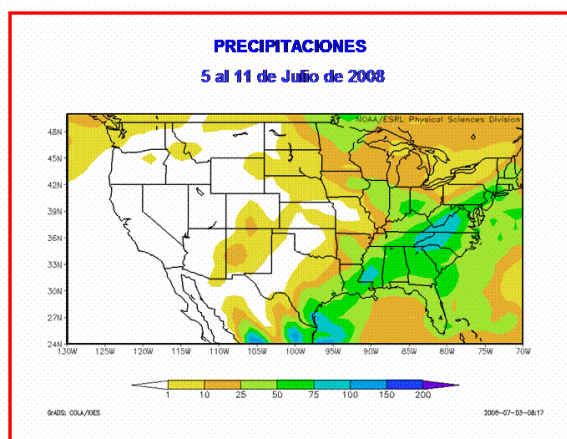 PRECIPITACIONES
5 al 11 de Julio de 2008
NOAA/ESRL Physical Sciences Division
48N
45N
42N
39N
36N
33N
30N
27N
24N
130W 125W 120W 115W 110W 105W 100W 95W 90W 85W 80W 75W 70W
1 10 25 50 75 100 150 200
GrADS: COLA/IGES 2008-07-03-08:17